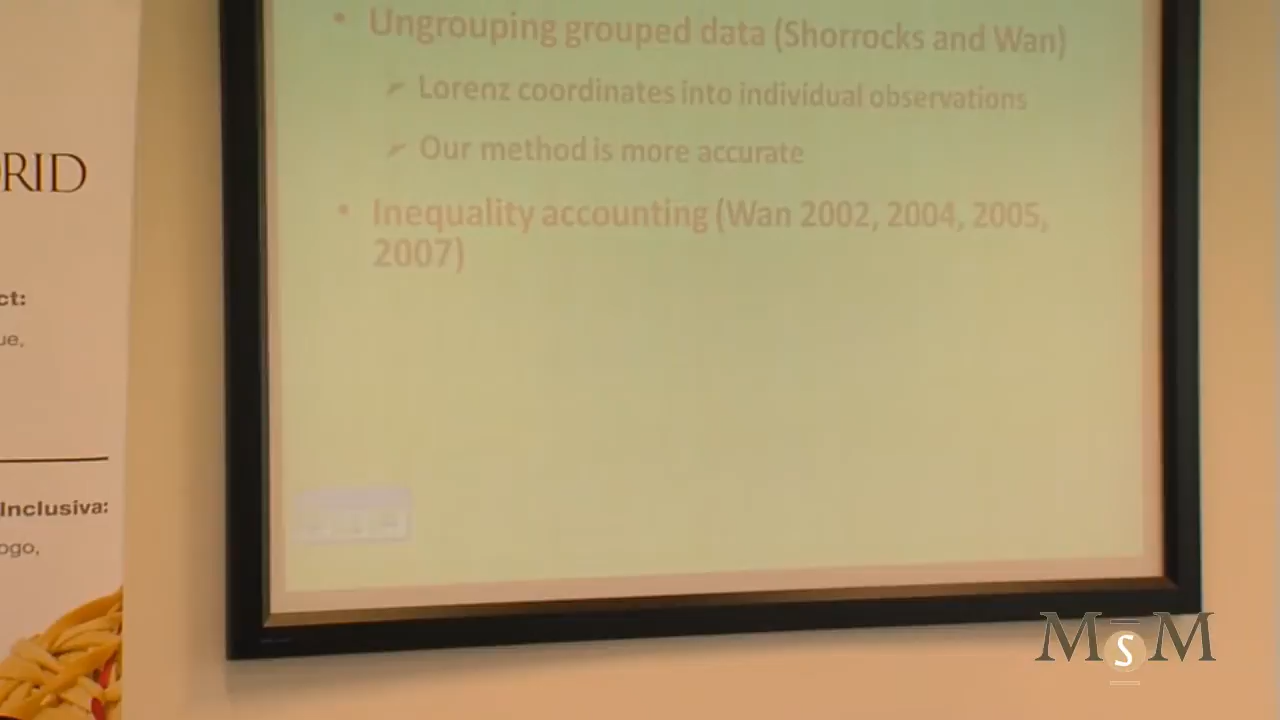 RID
ct:
ue,
Inclusiva:
ogo,
• Ungrouping grouped data (Shorrocks and Wan)
➢ Lorenz coordinates into individual observations
➢ Our method is more accurate
• Inequality accounting (Wan 2002, 2004, 2005,
2007)
MSM